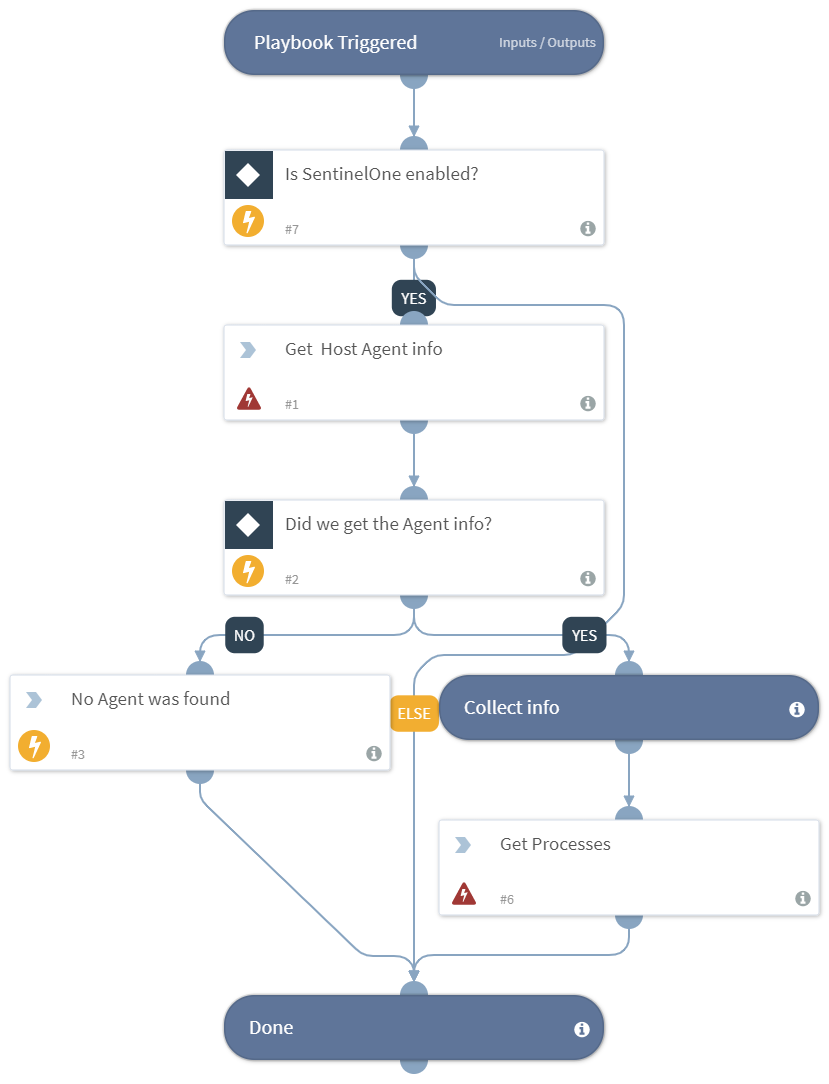 Playbook Triggered
Inputs / Outputs
Is SentinelOne enabled?
#7
YES
Get  Host Agent info
#1
Did we get the Agent info?
#2
NO
YES
No Agent was found
#3
ELSE
Collect info
Get Processes
#6
Done